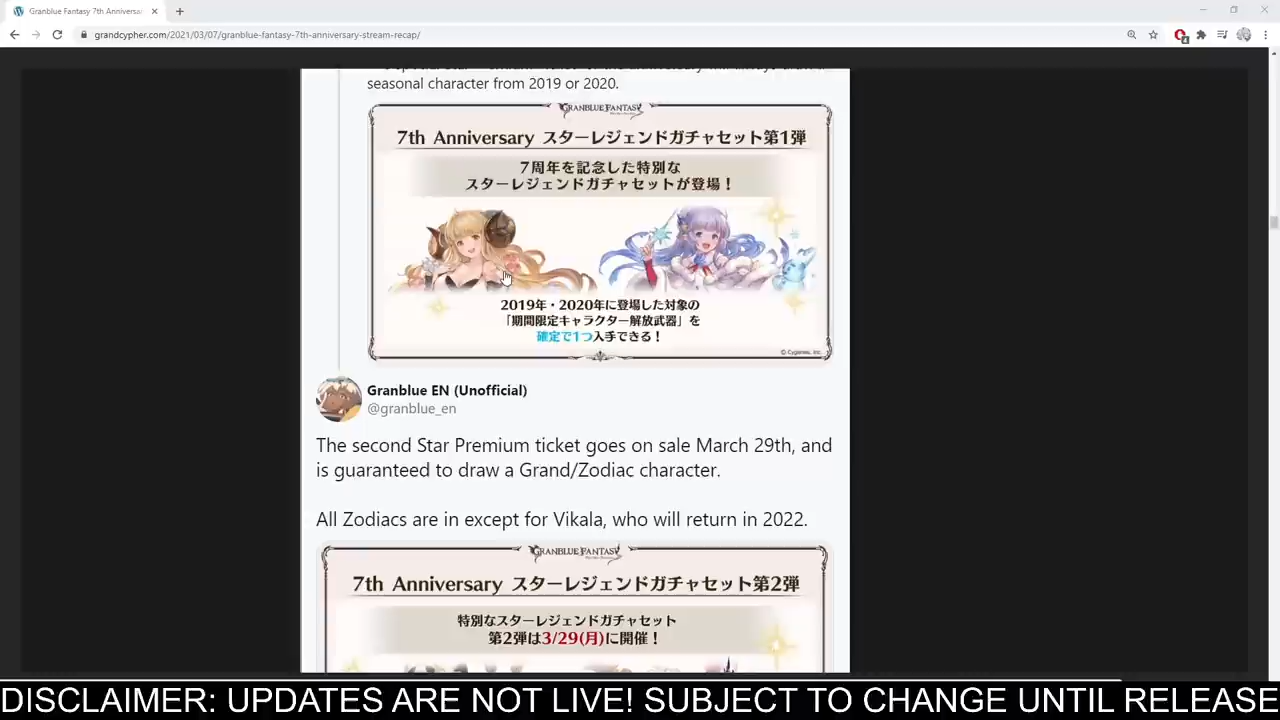 Granblue Fantasy 7th Anniversa
grandcypher.com/2021/03/07/granblue-fantasy-7th-anniversary-stream-recap/
seasonal character from 2019 or 2020.
GRANBLUE FANTASY
7th Anniversary スターレジェンドガチャセット第1弾
7周年を記念した特別な
スターレジェンドガチャセットが登場！
2019年・2020年に登場した対象の
「期間限定キャラクター解放武器」を
確定で1つ入手できる！
© Cygames, Inc.
Granblue EN (Unofficial)
@granblue_en
The second Star Premium ticket goes on sale March 29th, and
is guaranteed to draw a Grand/Zodiac character.
All Zodiacs are in except for Vikala, who will return in 2022.
GRANBLUE FANTASY
7th Anniversary スターレジェンドガチャセット第2弾
特別なスターレジェンドガチャセット
第2弾は3/29(月)に開催！
DISCLAIMER: UPDATES ARE NOT LIVE! SUBJECT TO CHANGE UNTIL RELEASE